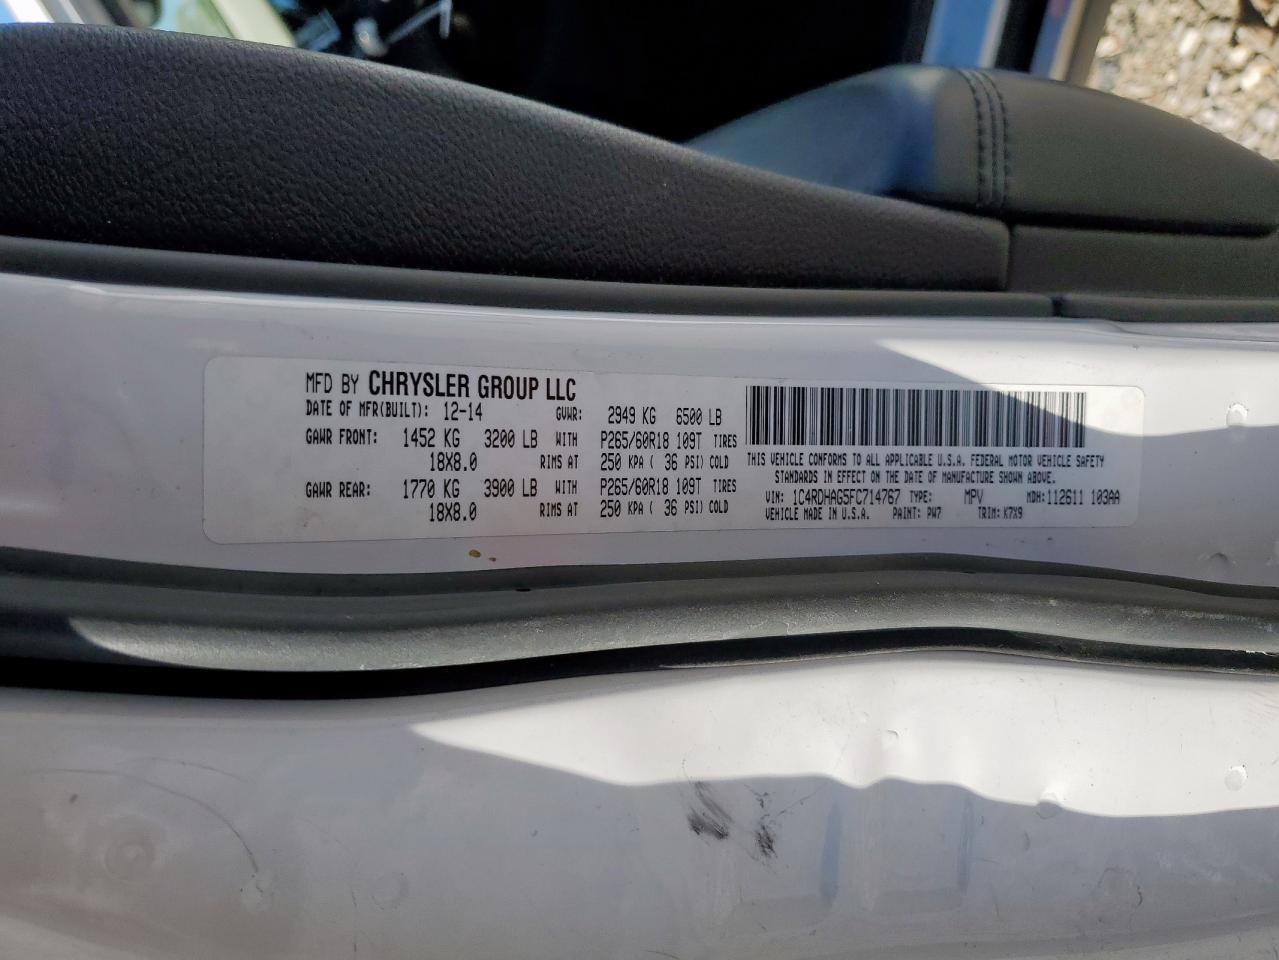 MFD BY CHRYSLER GROUP LLC
DATE OF MFR(BUILT): 12-14 GVWR: 2949 KG 6500 LB
GAWR FRONT: 1452 KG 3200 LB WITH P265/60R18 109T TIRES
18X8.0 RIMS AT 250 KPA ( 36 PSI) COLD
GAWR REAR: 1770 KG 3900 LB WITH P265/60R18 109T TIRES
18X8.0 RIMS AT 250 KPA ( 36 PSI) COLD
THIS VEHICLE CONFORMS TO ALL APPLICABLE U.S.A. FEDERAL MOTOR VEHICLE SAFETY
STANDARDS IN EFFECT ON THE DATE OF MANUFACTURE SHOWN ABOVE.
VIN: 1C4RDHAG5FC714767 TYPE: MPV MDH: 112611 103AA
VEHICLE MADE IN U.S.A. PAINT: PW7 TRIM: K7X9